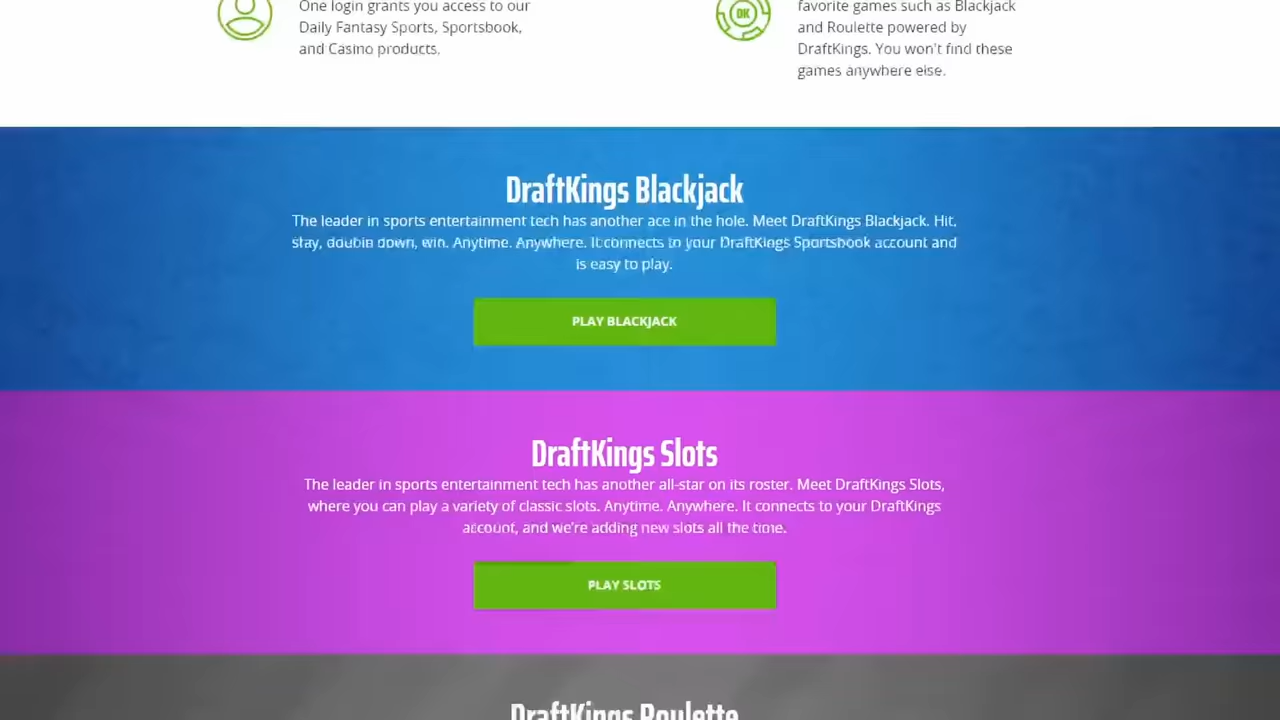 One login grants you access to our
Daily Fantasy Sports, Sportsbook,
and Casino products.
DK
favorite games such as Blackjack
and Roulette powered by
DraftKings. You won't find these
games anywhere else.
DraftKings Blackjack
The leader in sports entertainment tech has another ace in the hole. Meet DraftKings Blackjack. Hit,
stay, double down, win. Anytime. Anywhere. It connects to your DraftKings Sportsbook account and
is easy to play.
PLAY BLACKJACK
DraftKings Slots
The leader in sports entertainment tech has another all-star on its roster. Meet DraftKings Slots,
where you can play a variety of classic slots. Anytime. Anywhere. It connects to your DraftKings
account, and we're adding new slots all the time.
PLAY SLOTS
DraftKings Roulette